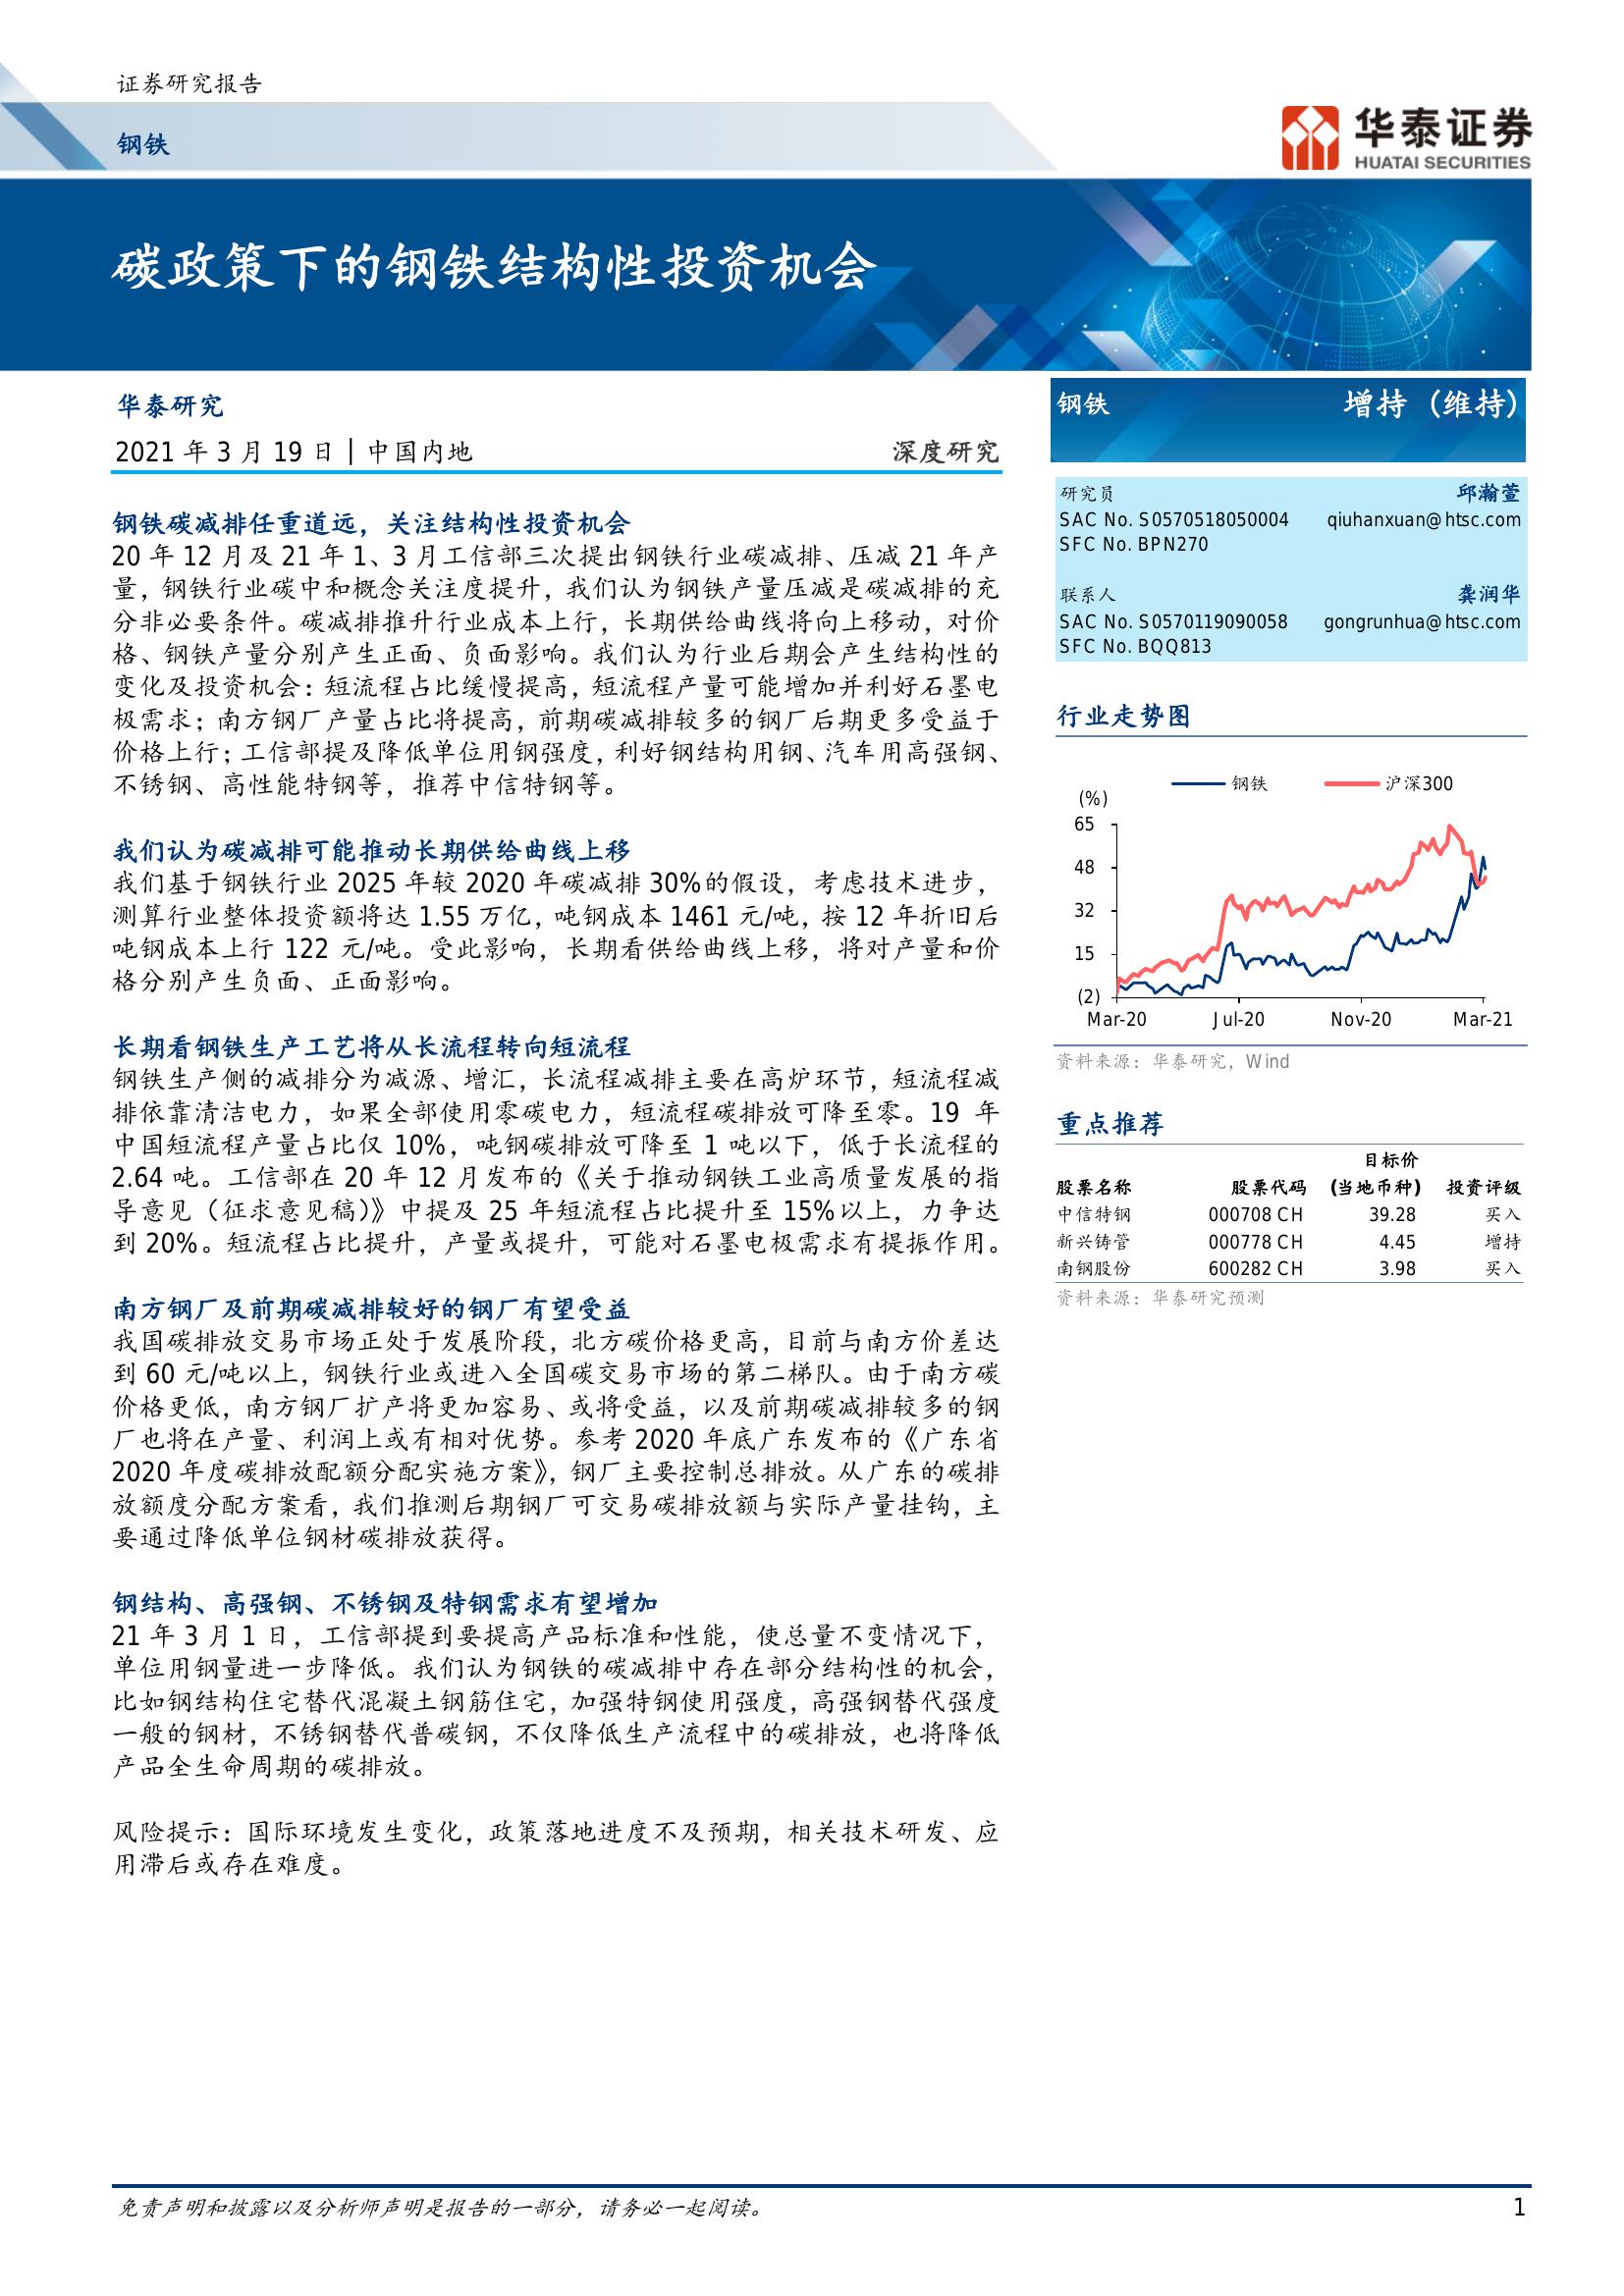 证券研究报告
钢铁
华泰证券
HUATAI SECURITIES
碳政策下的钢铁结构性投资机会
华泰研究
2021 年 3 月 19 日│中国内地
深度研究
钢铁碳减排任重道远，关注结构性投资机会
20 年 12 月及 21 年 1、3 月工信部三次提出钢铁行业碳减排、压减 21 年产
量，钢铁行业碳中和概念关注度提升，我们认为钢铁产量压减是碳减排的充
分非必要条件。碳减排推升行业成本上行，长期供给曲线将向上移动，对价
格、钢铁产量分别产生正面、负面影响。我们认为行业后期会产生结构性的
变化及投资机会：短流程占比缓慢提高，短流程产量可能增加并利好石墨电
极需求；南方钢厂产量占比将提高，前期碳减排较多的钢厂后期更多受益于
价格上行；工信部提及降低单位用钢强度，利好钢结构用钢、汽车用高强钢、
不锈钢、高性能特钢等，推荐中信特钢等。
我们认为碳减排可能推动长期供给曲线上移
我们基于钢铁行业 2025 年较 2020 年碳减排 30%的假设，考虑技术进步，
测算行业整体投资额将达 1.55 万亿，吨钢成本 1461 元/吨，按 12 年折旧后
吨钢成本上行 122 元/吨。受此影响，长期看供给曲线上移，将对产量和价
格分别产生负面、正面影响。
长期看钢铁生产工艺将从长流程转向短流程
钢铁生产侧的减排分为减源、增汇，长流程减排主要在高炉环节，短流程减
排依靠清洁电力，如果全部使用零碳电力，短流程碳排放可降至零。19 年
中国短流程产量占比仅 10%，吨钢碳排放可降至 1 吨以下，低于长流程的
2.64 吨。工信部在 20 年 12 月发布的《关于推动钢铁工业高质量发展的指
导意见（征求意见稿）》中提及 25 年短流程占比提升至 15%以上，力争达
到 20%。短流程占比提升，产量或提升，可能对石墨电极需求有提振作用。
南方钢厂及前期碳减排较好的钢厂有望受益
我国碳排放交易市场正处于发展阶段，北方碳价格更高，目前与南方价差达
到 60 元/吨以上，钢铁行业或进入全国碳交易市场的第二梯队。由于南方碳
价格更低，南方钢厂扩产将更加容易、或将受益，以及前期碳减排较多的钢
厂也将在产量、利润上或有相对优势。参考 2020 年底广东发布的《广东省
2020 年度碳排放配额分配实施方案》，钢厂主要控制总排放。从广东的碳排
放额度分配方案看，我们推测后期钢厂可交易碳排放额与实际产量挂钩，主
要通过降低单位钢材碳排放获得。
钢结构、高强钢、不锈钢及特钢需求有望增加
21 年 3 月 1 日，工信部提到要提高产品标准和性能，使总量不变情况下，
单位用钢量进一步降低。我们认为钢铁的碳减排中存在部分结构性的机会，
比如钢结构住宅替代混凝土钢筋住宅，加强特钢使用强度，高强钢替代强度
一般的钢材，不锈钢替代普碳钢，不仅降低生产流程中的碳排放，也将降低
产品全生命周期的碳排放。
风险提示：国际环境发生变化，政策落地进度不及预期，相关技术研发、应
用滞后或存在难度。
钢铁 增持（维持）
研究员 邱瀚萱
SAC No. S0570518050004 qiuhanxuan@htsc.com
SFC No. BPN270
联系人 龚润华
SAC No. S0570119090058 gongrunhua@htsc.com
SFC No. BQQ813
行业走势图
钢铁 沪深300
(%)
65
48
32
15
(2)
Mar-20 Jul-20 Nov-20 Mar-21
资料来源：华泰研究，Wind
重点推荐
目标价
股票名称 股票代码 (当地币种) 投资评级
中信特钢 000708 CH 39.28 买入
新兴铸管 000778 CH 4.45 增持
南钢股份 600282 CH 3.98 买入
资料来源：华泰研究预测
免责声明和披露以及分析师声明是报告的一部分，请务必一起阅读。
1